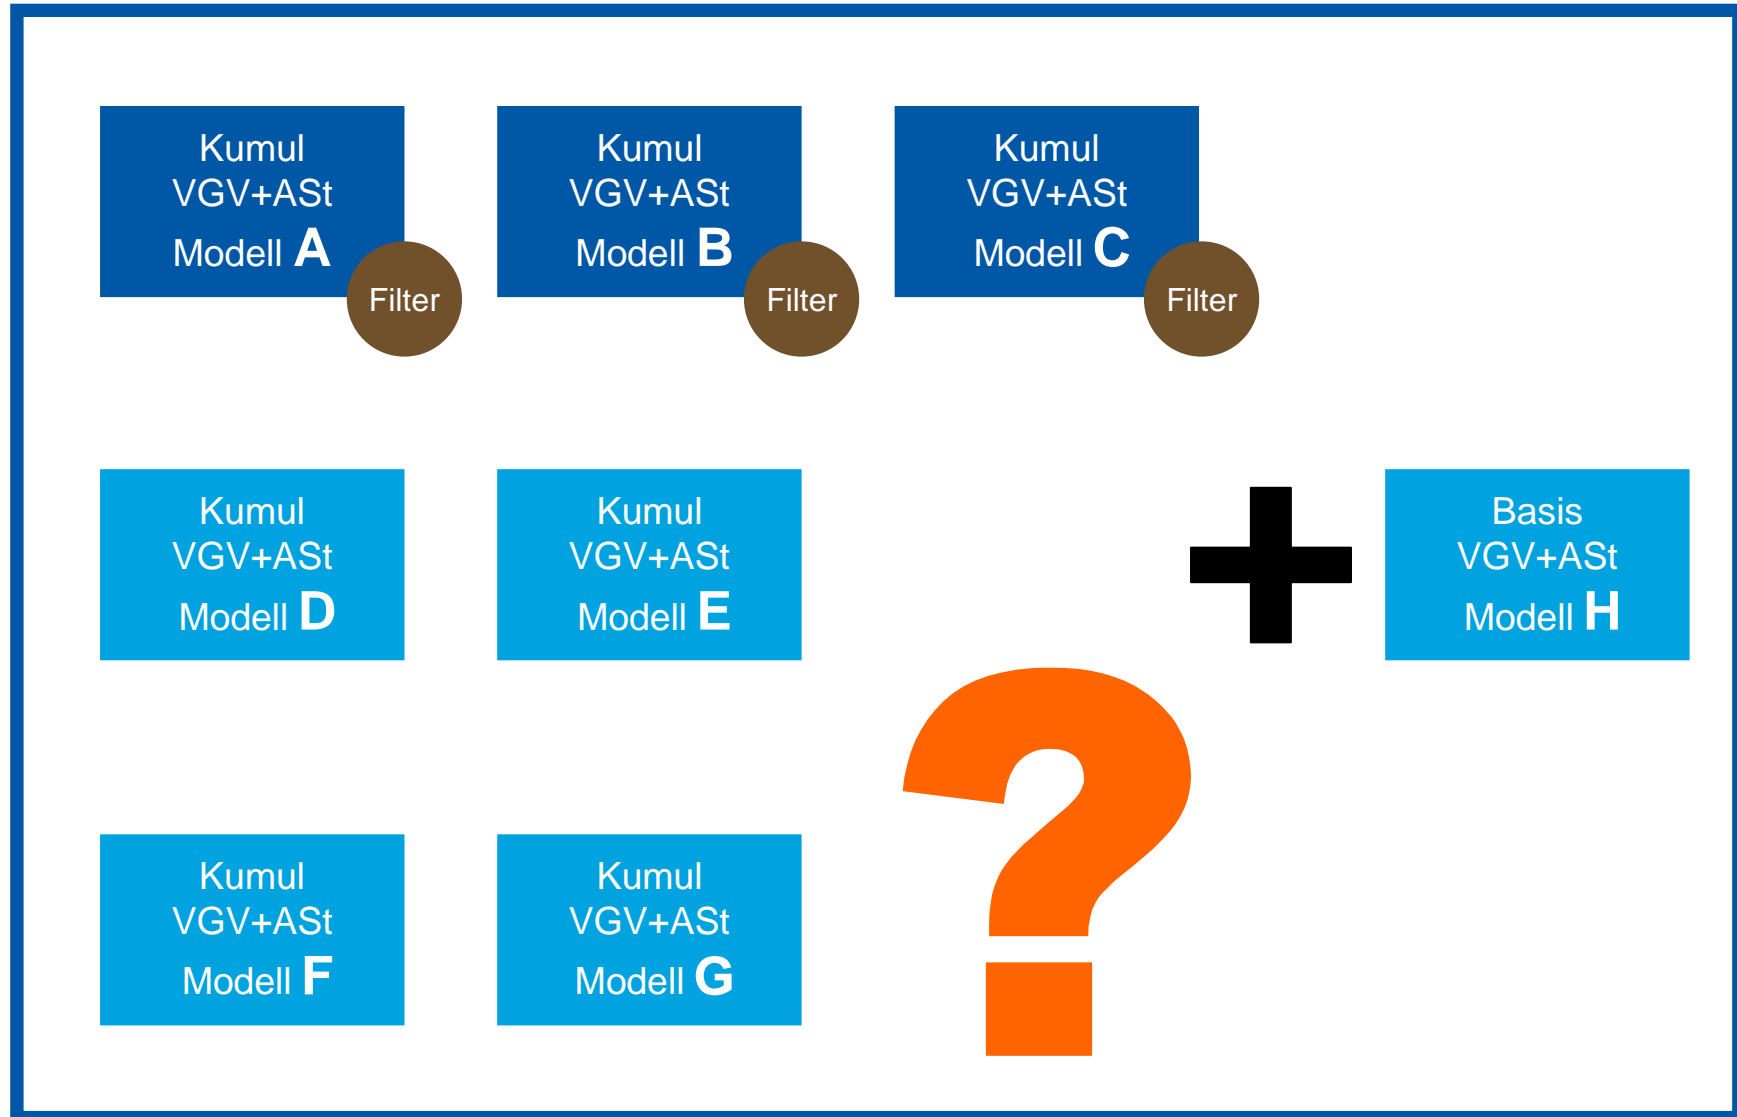 Kumul
VGV+ASt
Modell A
Filter
Kumul
VGV+ASt
Modell B
Filter
Kumul
VGV+ASt
Modell C
Filter
Kumul
VGV+ASt
Modell D
Kumul
VGV+ASt
Modell E
+
Basis
VGV+ASt
Modell H
?
Kumul
VGV+ASt
Modell F
Kumul
VGV+ASt
Modell G